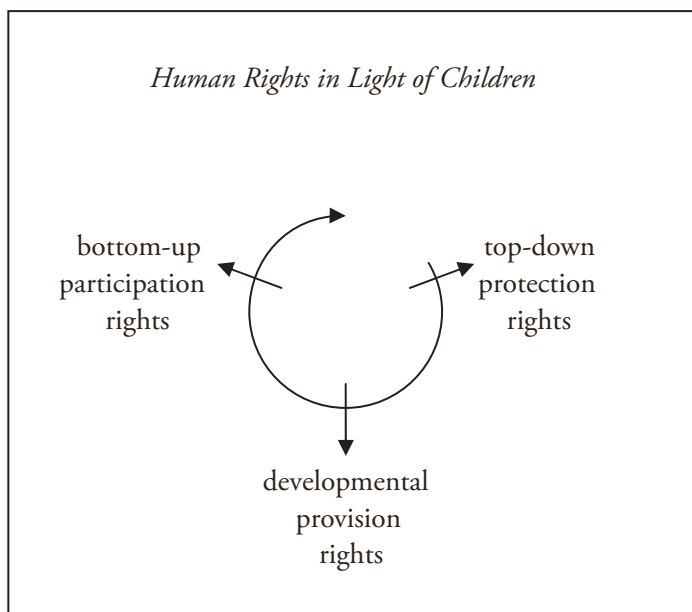 Human Rights in Light of Children
bottom-up
participation
rights
top-down
protection
rights
developmental
provision
rights